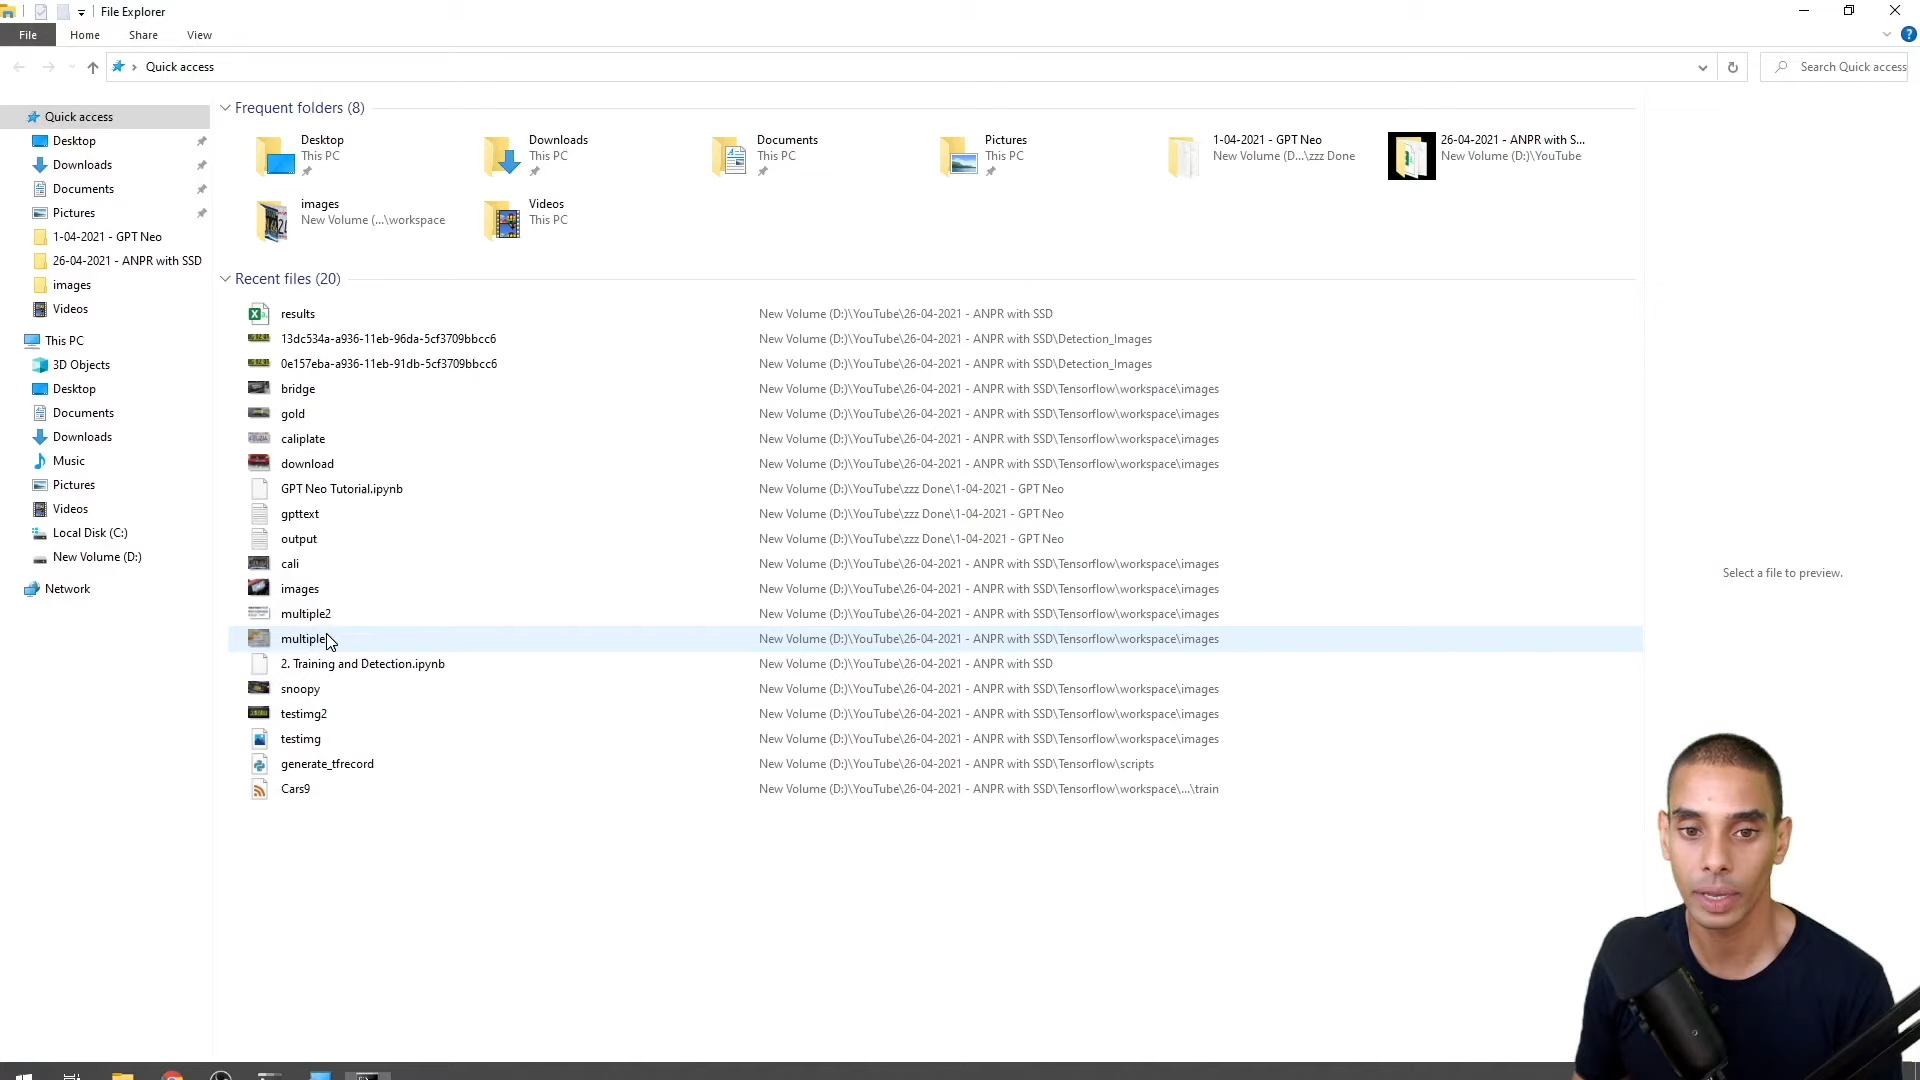 File Explorer
File Home Share View
Quick access
Search Quick access
Quick access
Desktop
Downloads
Documents
Pictures
1-04-2021 - GPT Neo
26-04-2021 - ANPR with SSD
images
Videos
This PC
3D Objects
Desktop
Documents
Downloads
Music
Pictures
Videos
Local Disk (C:)
New Volume (D:)
Network
Frequent folders (8)
Desktop
This PC
Downloads
This PC
Documents
This PC
Pictures
This PC
1-04-2021 - GPT Neo
New Volume (D...\zzz Done
26-04-2021 - ANPR with S...
New Volume (D:)\YouTube
images
New Volume (...\workspace
Videos
This PC
Recent files (20)
results New Volume (D:)\YouTube\26-04-2021 - ANPR with SSD
13dc534a-a936-11eb-96da-5cf3709bbcc6 New Volume (D:)\YouTube\26-04-2021 - ANPR with SSD\Detection_Images
0e157eba-a936-11eb-91db-5cf3709bbcc6 New Volume (D:)\YouTube\26-04-2021 - ANPR with SSD\Detection_Images
bridge New Volume (D:)\YouTube\26-04-2021 - ANPR with SSD\Tensorflow\workspace\images
gold New Volume (D:)\YouTube\26-04-2021 - ANPR with SSD\Tensorflow\workspace\images
caliplate New Volume (D:)\YouTube\26-04-2021 - ANPR with SSD\Tensorflow\workspace\images
download New Volume (D:)\YouTube\26-04-2021 - ANPR with SSD\Tensorflow\workspace\images
GPT Neo Tutorial.ipynb New Volume (D:)\YouTube\zzz Done\1-04-2021 - GPT Neo
gpttext New Volume (D:)\YouTube\zzz Done\1-04-2021 - GPT Neo
output New Volume (D:)\YouTube\zzz Done\1-04-2021 - GPT Neo
cali New Volume (D:)\YouTube\26-04-2021 - ANPR with SSD\Tensorflow\workspace\images
images New Volume (D:)\YouTube\26-04-2021 - ANPR with SSD\Tensorflow\workspace\images
multiple2 New Volume (D:)\YouTube\26-04-2021 - ANPR with SSD\Tensorflow\workspace\images
multiple New Volume (D:)\YouTube\26-04-2021 - ANPR with SSD\Tensorflow\workspace\images
2. Training and Detection.ipynb New Volume (D:)\YouTube\26-04-2021 - ANPR with SSD
snoopy New Volume (D:)\YouTube\26-04-2021 - ANPR with SSD\Tensorflow\workspace\images
testimg2 New Volume (D:)\YouTube\26-04-2021 - ANPR with SSD\Tensorflow\workspace\images
testimg New Volume (D:)\YouTube\26-04-2021 - ANPR with SSD\Tensorflow\workspace\images
generate_tfrecord New Volume (D:)\YouTube\26-04-2021 - ANPR with SSD\Tensorflow\scripts
Cars9 New Volume (D:)\YouTube\26-04-2021 - ANPR with SSD\Tensorflow\workspace\...\train
Select a file to preview.